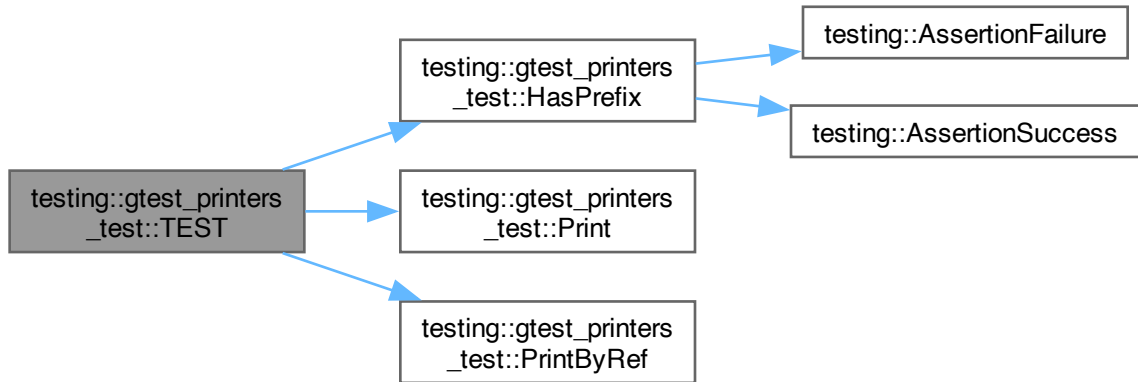 testing::gtest_printers
_test::TEST
testing::gtest_printers
_test::HasPrefix
testing::AssertionFailure
testing::AssertionSuccess
testing::gtest_printers
_test::Print
testing::gtest_printers
_test::PrintByRef